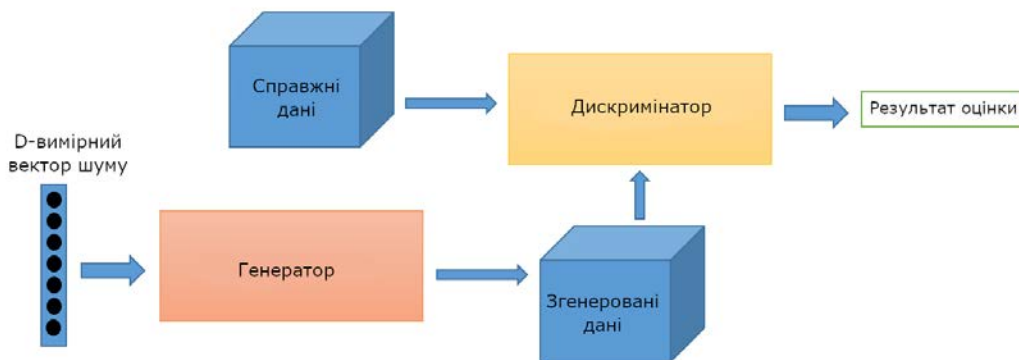 Справжні
дані
Дискримінатор
Результат оцінки
D-вимірний
вектор шуму
Генератор
Згенеровані
дані